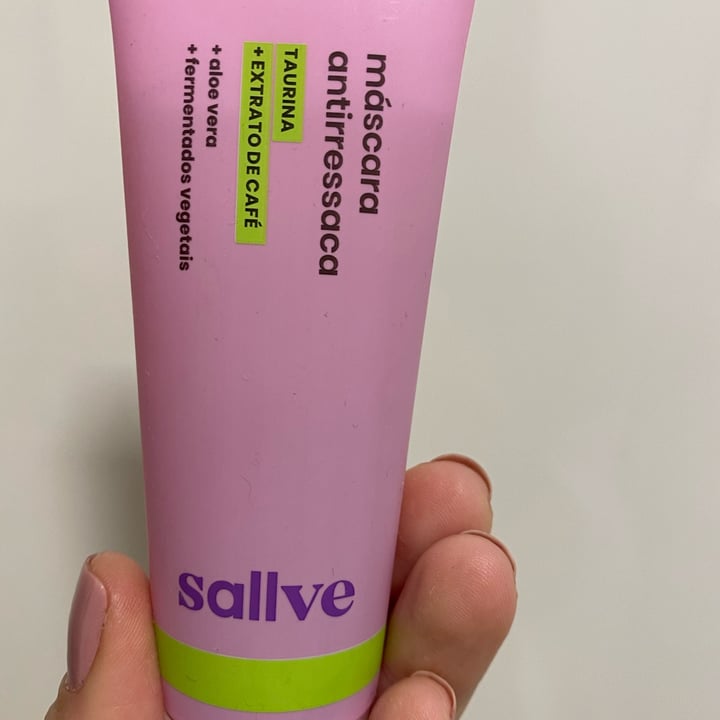 máscara
antirressaca
TAURINA
+ EXTRATO DE CAFÉ
+ aloe vera
+ fermentados vegetais
sallve